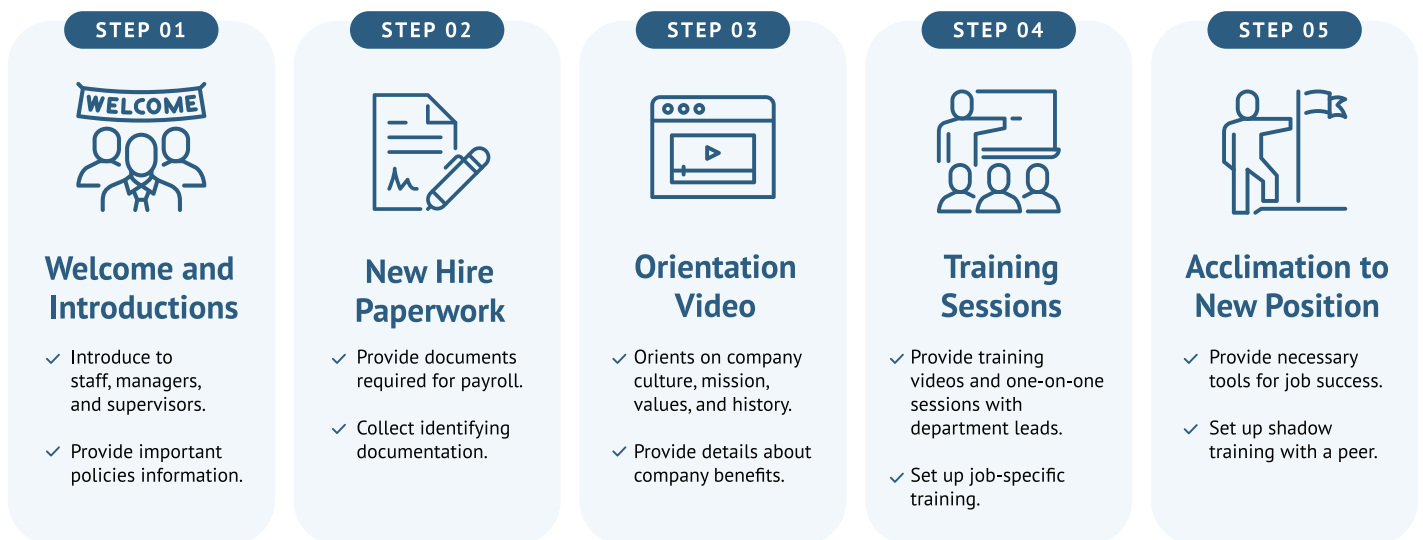 STEP 01
WELCOME
Welcome and
Introductions
Introduce to
staff, managers,
and supervisors.
Provide important
policies information.
STEP 02
New Hire
Paperwork
Provide documents
required for payroll.
Collect identifying
documentation.
STEP 03
Orientation
Video
Orients on company
culture, mission,
values, and history.
Provide details about
company benefits.
STEP 04
Training
Sessions
Provide training
videos and one-on-one
sessions with
department leads.
Set up job-specific
training.
STEP 05
Acclimation to
New Position
Provide necessary
tools for job success.
Set up shadow
training with a peer.